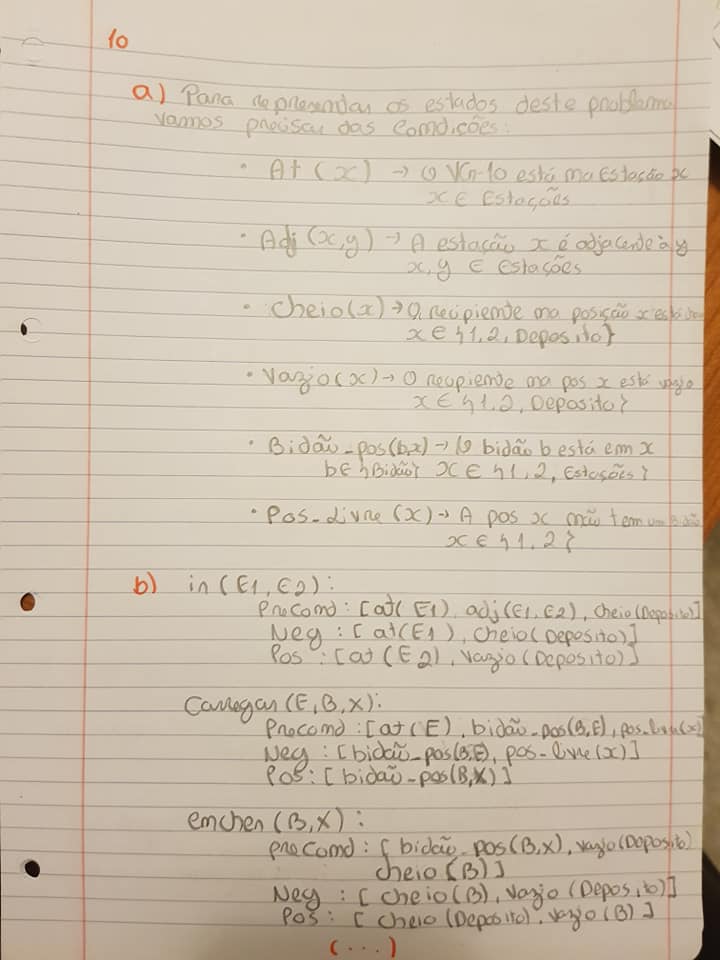 10
a) Para representar os estados deste problema
vamos precisar das condições:
• At (x) → O VGN-10 está na Estação x
x ∈ Estações
• Adj (x,y) → A estação x é adjacente à y
x, y ∈ Estações
• Cheio(x) → O recipiente na posição x está
x ∈ {1,2, Deposito}
• Vazio(x) → O recipiente na pos x está vazio
x ∈ {1,2, Deposito}
• Bidão_pos(b,x) → O bidão b está em x
b ∈ {Bidão} x ∈ {1,2, Estações}
• Pos_Livre (x) → A pos x não tem um Bidão
x ∈ {1,2}
b) in (E1, E2):
Precond: [at(E1), adj(E1,E2), cheio(Deposito)]
Neg: [at(E1), cheio(Deposito)]
Pos: [at(E2), vazio(Deposito)]
Carregar(E,B,X):
Precond: [at(E), bidão_pos(B,E), pos_livre(x)]
Neg: [bidão_pos(B,E), pos_livre(x)]
Pos: [bidão_pos(B,X)]
encher (B,X):
precond: [bidão_pos(B,X), vazio(Deposito)
cheio (B)]
Neg: [cheio(B), Vazio (Deposito)]
Pos: [cheio(Deposito), vazio(B)]
(...)